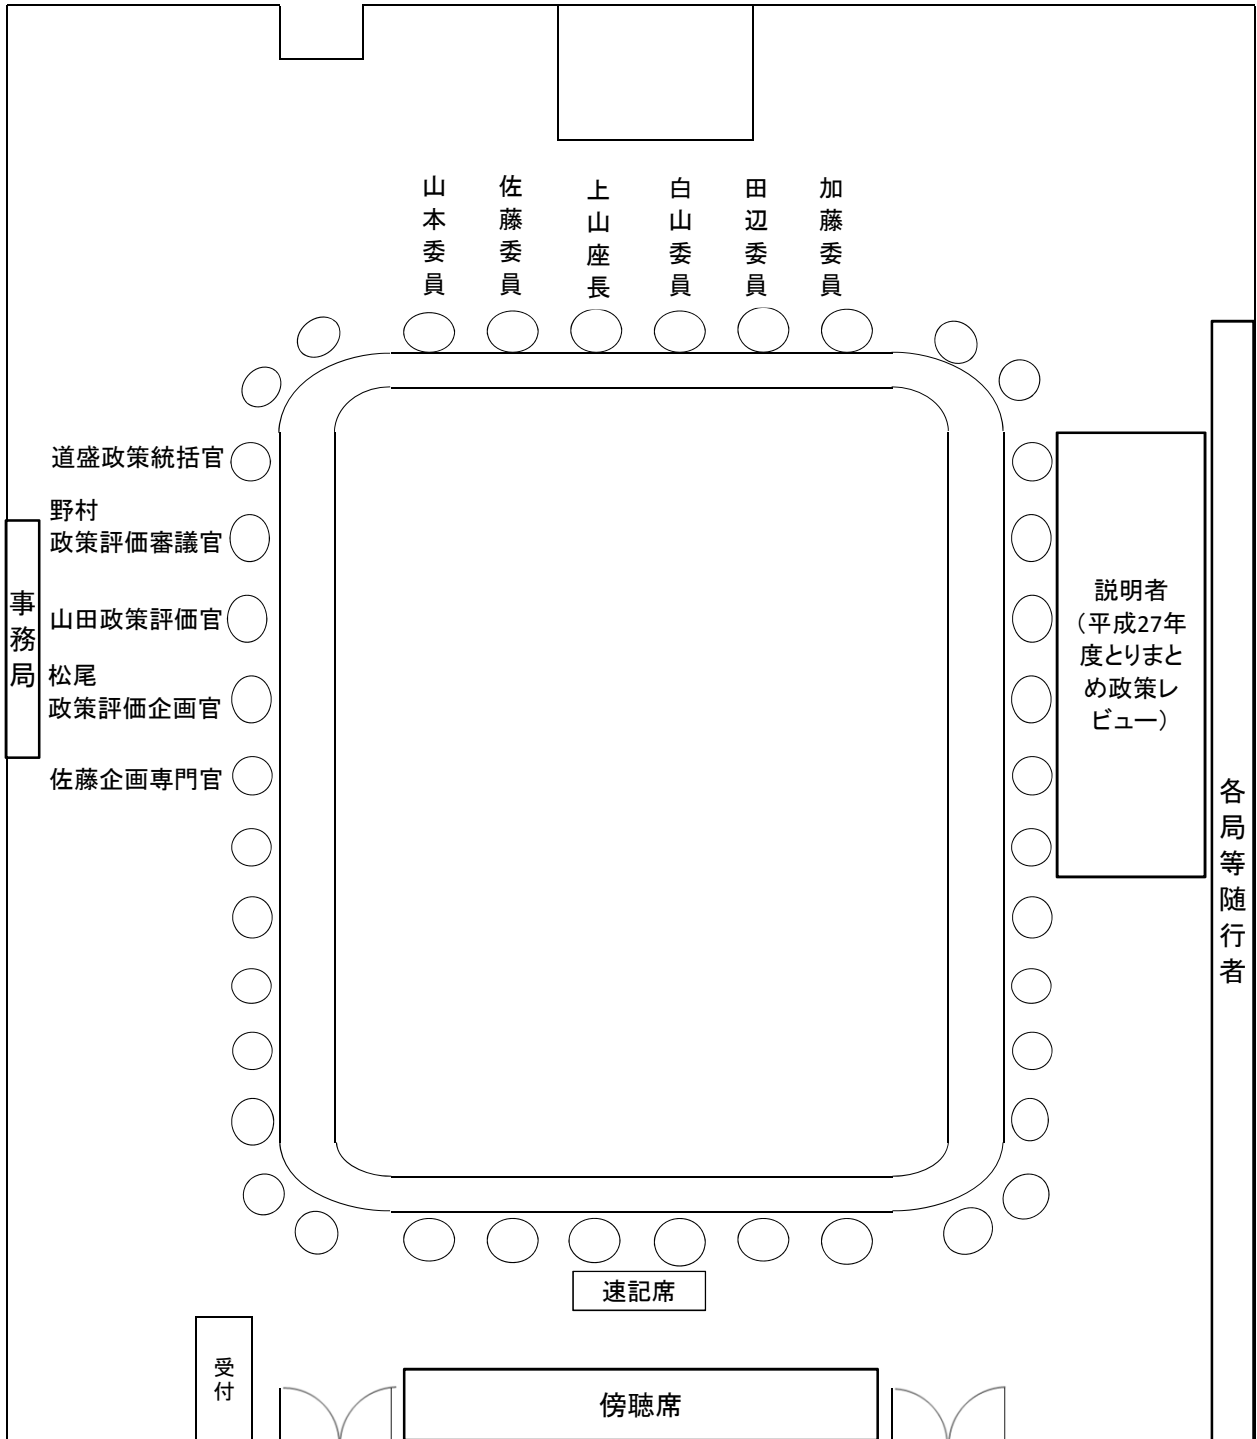 山本委員
佐藤委員
上山座長
白山委員
田辺委員
加藤委員
道盛政策統括官
野村
政策評価審議官
山田政策評価官
松尾
政策評価企画官
佐藤企画専門官
事務局
説明者
（平成27年
度とりまと
め政策レ
ビュー）
各局等随行者
速記席
受付
傍聴席